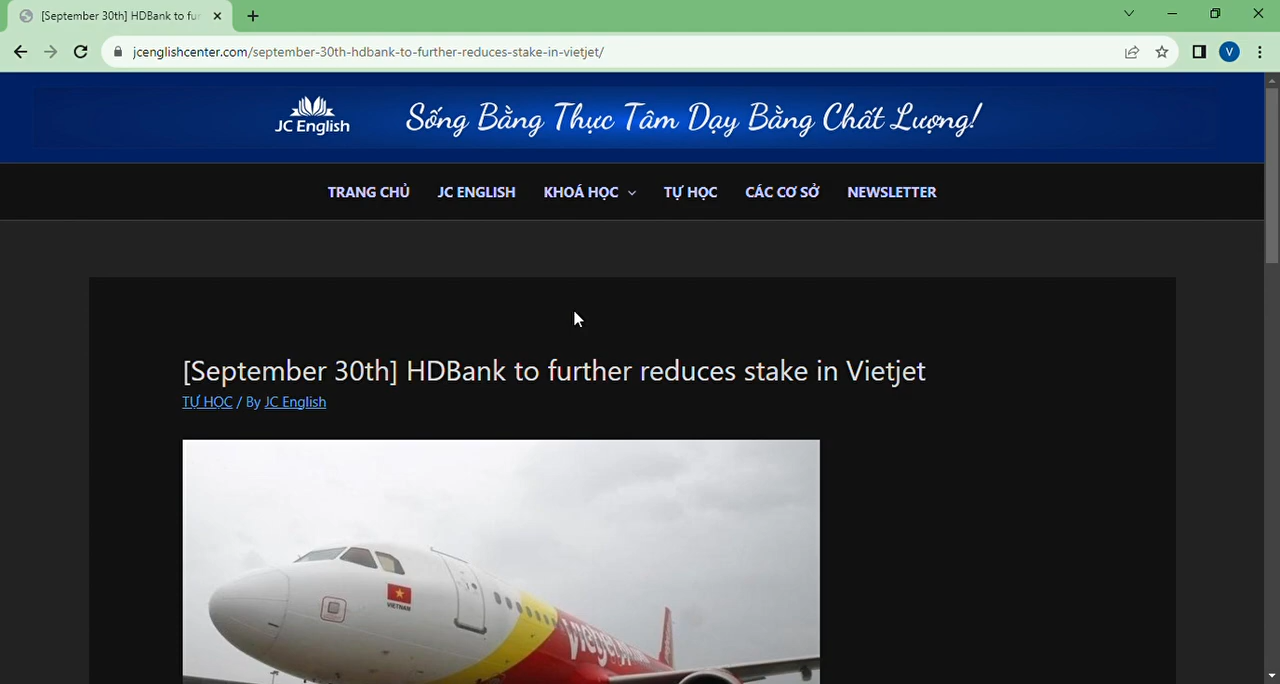 [September 30th] HDBank to fur
jcenglishcenter.com/september-30th-hdbank-to-further-reduces-stake-in-vietjet/
V
JC English
Sống Bằng Thực Tâm Dạy Bằng Chất Lượng!
TRANG CHỦ JC ENGLISH KHOÁ HỌC TỰ HỌC CÁC CƠ SỞ NEWSLETTER
[September 30th] HDBank to further reduces stake in Vietjet
TỰ HỌC / By JC English
VIETNAM